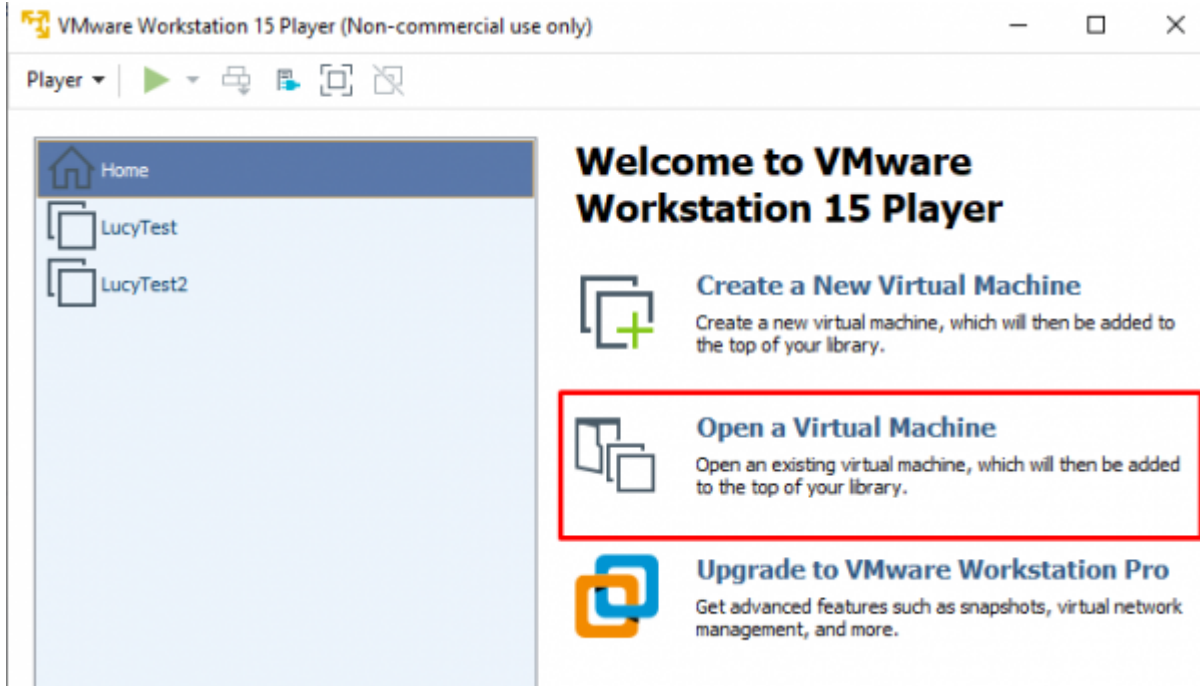 VMware Workstation 15 Player (Non-commercial use only)
Player
Home
LucyTest
LucyTest2
Welcome to VMware
Workstation 15 Player
Create a New Virtual Machine
Create a new virtual machine, which will then be added to
the top of your library.
Open a Virtual Machine
Open an existing virtual machine, which will then be added
to the top of your library.
Upgrade to VMware Workstation Pro
Get advanced features such as snapshots, virtual network
management, and more.